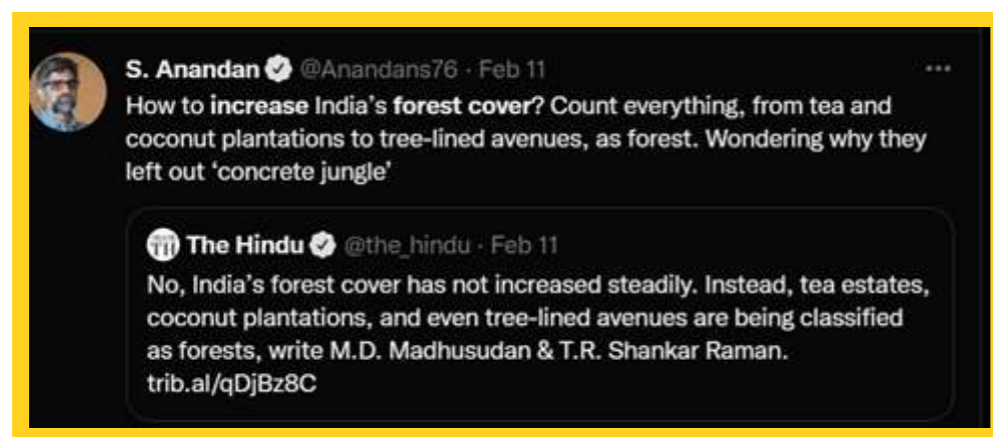 S. Anandan @Anandans76 · Feb 11
How to increase India's forest cover? Count everything, from tea and
coconut plantations to tree-lined avenues, as forest. Wondering why they
left out 'concrete jungle'
The Hindu @the_hindu · Feb 11
No, India's forest cover has not increased steadily. Instead, tea estates,
coconut plantations, and even tree-lined avenues are being classified
as forests, write M.D. Madhusudan & T.R. Shankar Raman.
trib.al/qDjBz8C